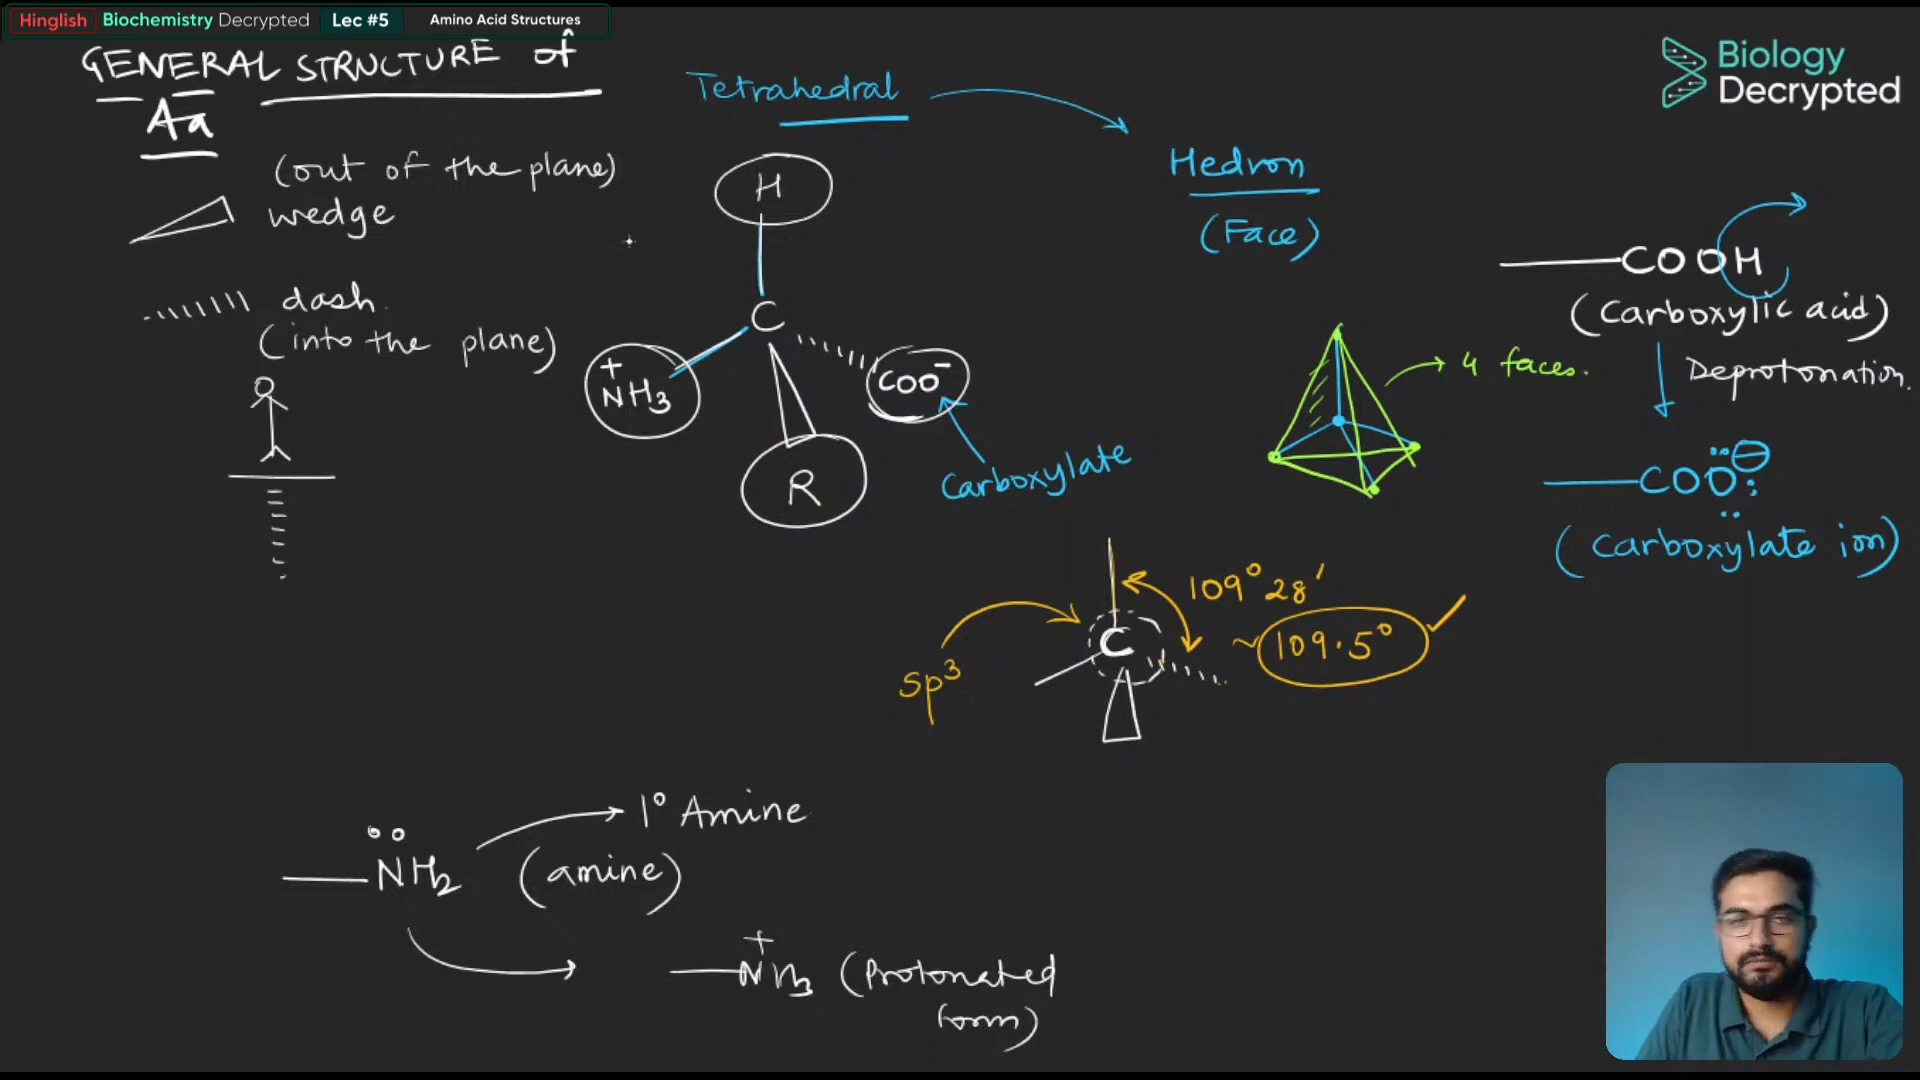 Hinglish Biochemistry Decrypted Lec #5 Amino Acid Structures
GENERAL STRUCTURE of
Aa
Biology
Decrypted
Tetrahedral
Hedron
(Face)
(out of the plane)
wedge
dash.
(into the plane)
H
C
+
NH3
COO-
R
Carboxylate
4 faces.
COOH
(Carboxylic acid)
Deprotonation.
COO
(Carboxylate ion)
109° 28'
~109.5°
C
sp³
NH2
1° Amine
(amine)
+
NH3 (Protonated
form)